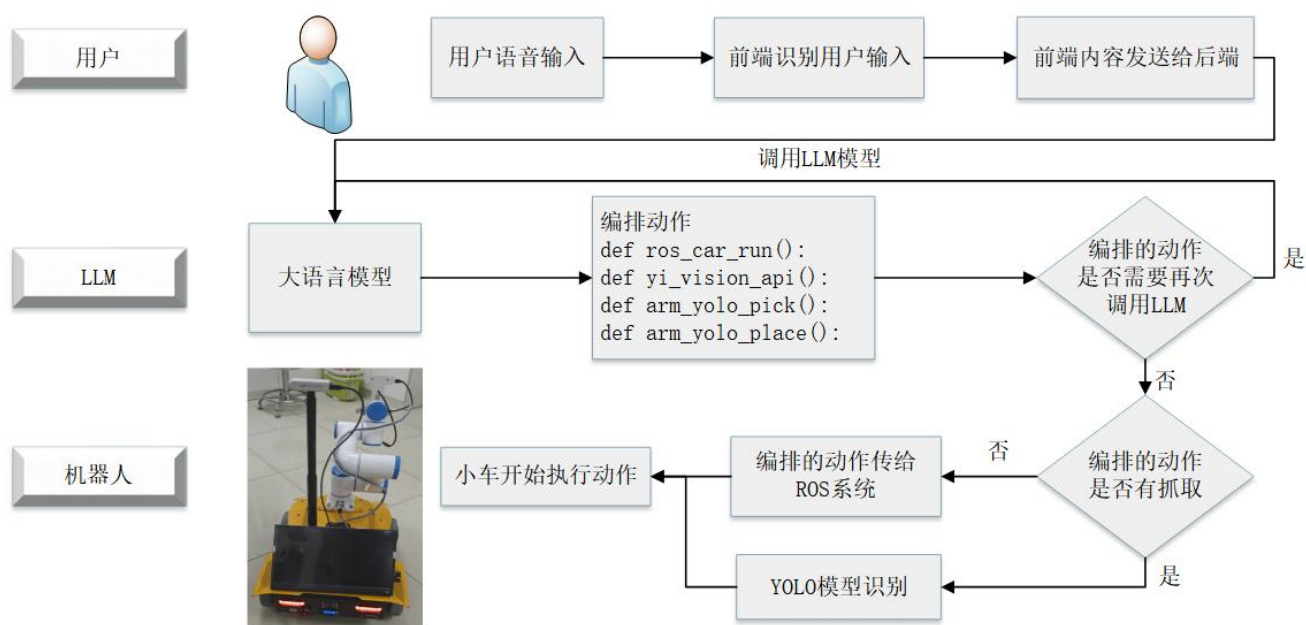 用户
用户语音输入
前端识别用户输入
前端内容发送给后端
调用LLM模型
LLM
大语言模型
编排动作
def ros_car_run():
def yi_vision_api():
def arm_yolo_pick():
def arm_yolo_place():
编排的动作
是否需要再次
调用LLM
是
否
机器人
小车开始执行动作
编排的动作传给
ROS系统
否
编排的动作
是否有抓取
YOLO模型识别
是